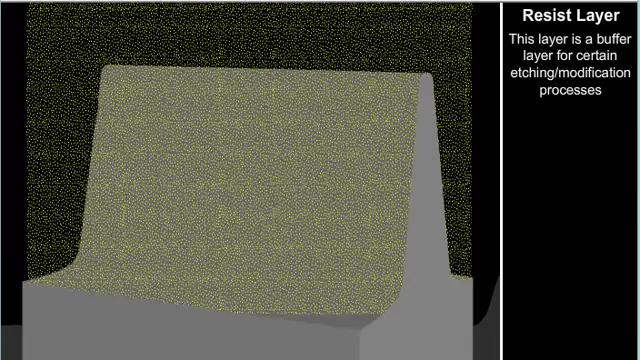 Resist Layer
This layer is a buffer
layer for certain
etching/modification
processes